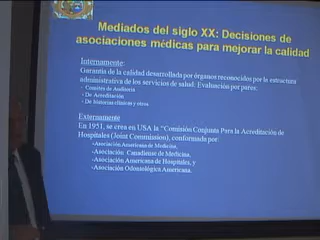 Mediados del siglo XX: Decisiones de
asociaciones médicas para mejorar la calidad
Internamente:
Garantía de la calidad desarrollada por órganos reconocidos por le estructura
administrativa de los servicios de salud: Evaluación por pares:
- Comités de Auditoría
- De Acreditación
- De historias clínicas y otros.
Externamente
En 1951, se crea en USA la "Comisión Conjunta Para la Acreditación de
Hospitales (Joint Commission), conformada por:
-Asociación Americana de Medicina,
-Asociación Canadiense de Medicina,
-Asociación Americana de Hospitales, y
-Asociación Odontológica Americana.